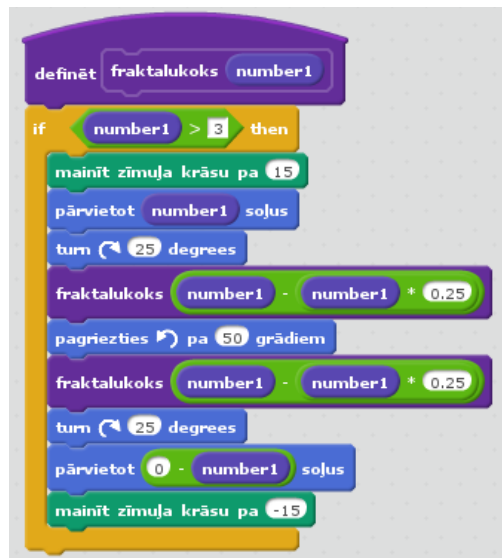 definēt fraktalukoks number1
if number1 > 3 then
mainīt zīmuļa krāsu pa 15
pārvietot number1 soļus
turn 25 degrees
fraktalukoks number1 - number1 * 0.25
pagriezties pa 50 grādiem
fraktalukoks number1 - number1 * 0.25
turn 25 degrees
pārvietot 0 - number1 soļus
mainīt zīmuļa krāsu pa -15